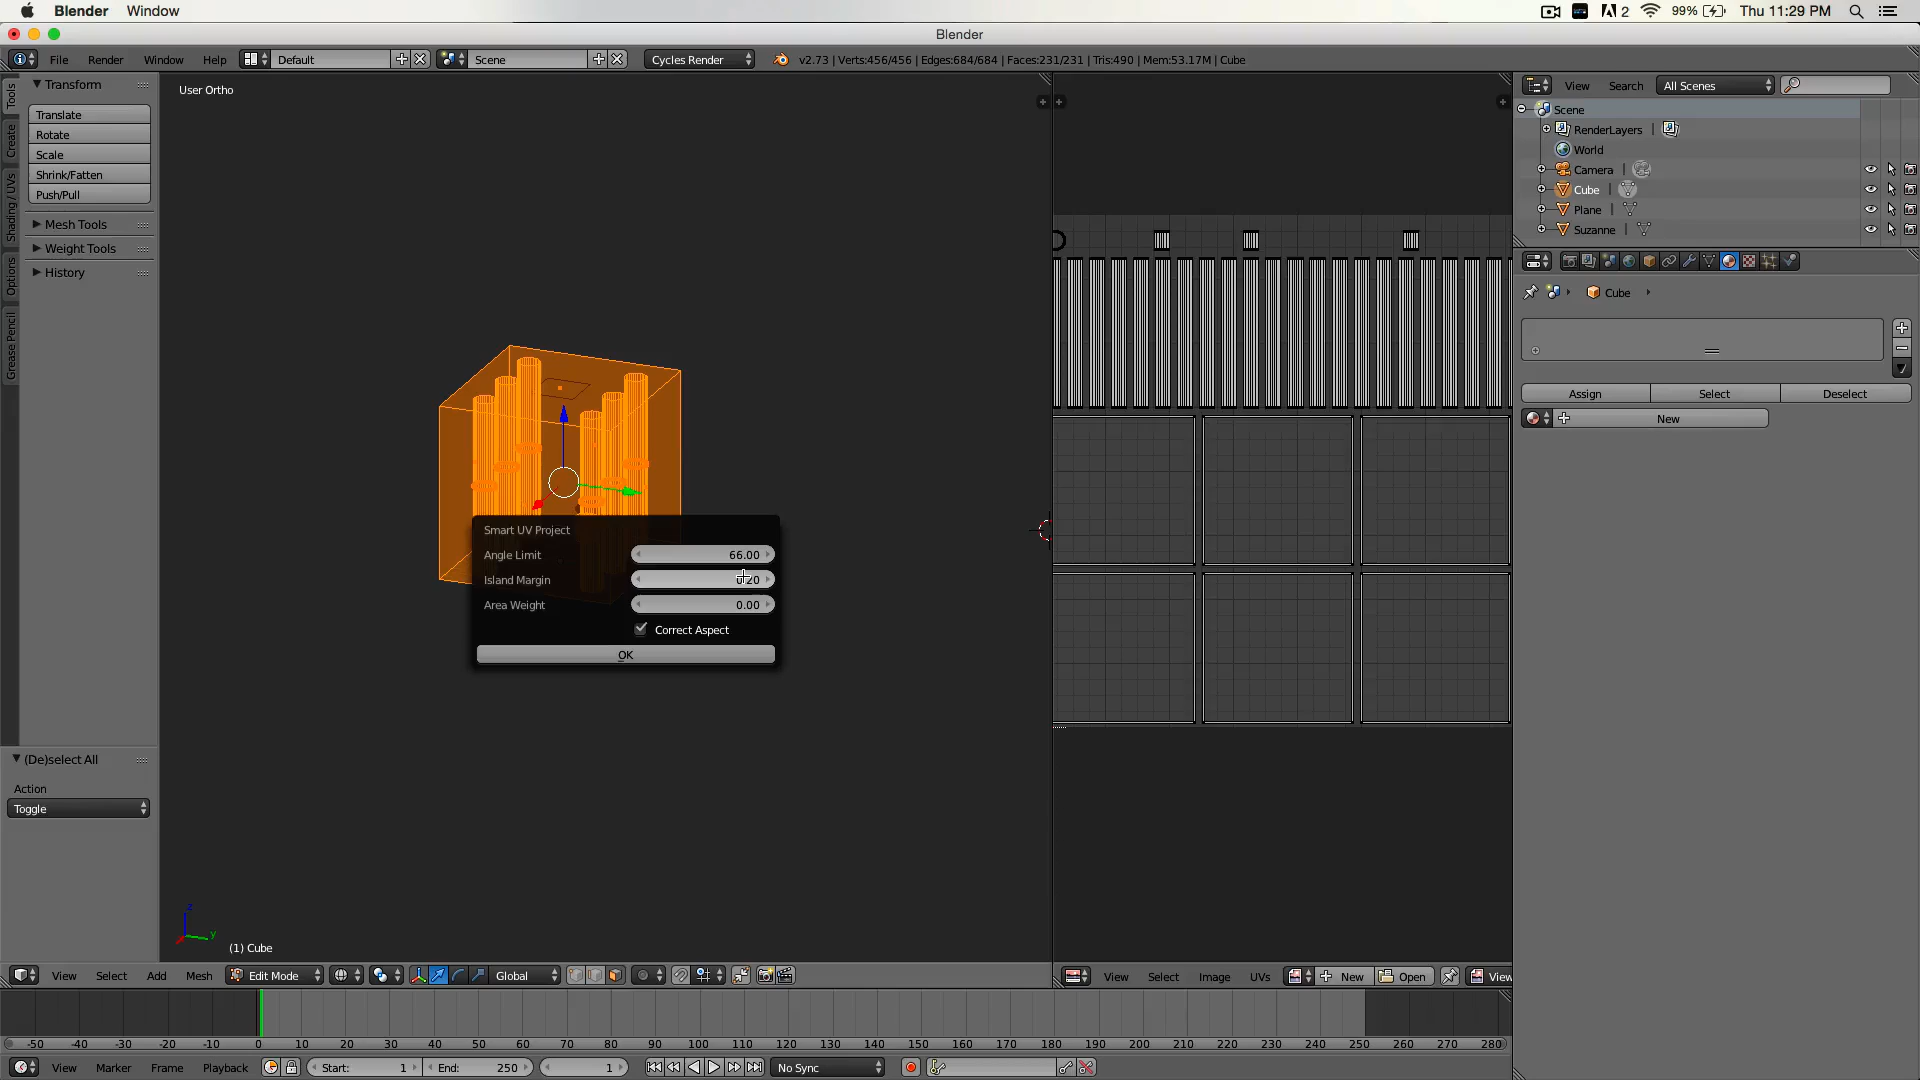 Blender Window 2 99% Thu 11:29 PM
Blender
File Render Window Help Default Scene Cycles Render v2.73 | Verts:456/456 | Edges:684/684 | Faces:231/231 | Tris:490 | Mem:53.17M | Cube
Tools
Create
Shading / UVs
Options
Grease Pencil
Transform
Translate
Rotate
Scale
Shrink/Fatten
Push/Pull
Mesh Tools
Weight Tools
History
(De)select All
Action
Toggle
User Ortho
Smart UV Project
Angle Limit 66.00
Island Margin 0.20
Area Weight 0.00
Correct Aspect
OK
z
y
(1) Cube
View Select Add Mesh Edit Mode Global
View Select Image UVs New Open View
View Search All Scenes
Scene
RenderLayers |
World
Camera |
Cube |
Plane |
Suzanne |
Cube
Assign Select Deselect
New
-50 -40 -30 -20 -10 0 10 20 30 40 50 60 70 80 90 100 110 120 130 140 150 160 170 180 190 200 210 220 230 240 250 260 270 280
View Marker Frame Playback Start: 1 End: 250 1 No Sync